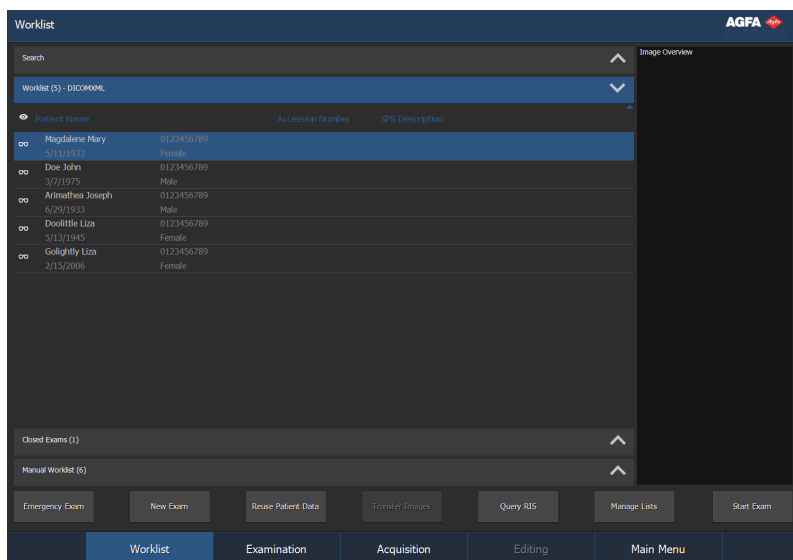 Worklist
AGFA
Search
Image Overview
Worklist (5) - DICOMXML
Patient Name Accession Number SPS Description
Magdalene Mary 0123456789
5/11/1933 Female
Doe John 0123456789
3/7/1975 Male
Arimathea Joseph 0123456789
6/29/1933 Male
Doolittle Liza 0123456789
5/13/1945 Female
Golightly Liza 0123456789
2/15/2006 Female
Closed Exams (1)
Manual Worklist (6)
Emergency Exam New Exam Reuse Patient Data Transfer Images Query RIS Manage Lists Start Exam
Worklist Examination Acquisition Editing Main Menu